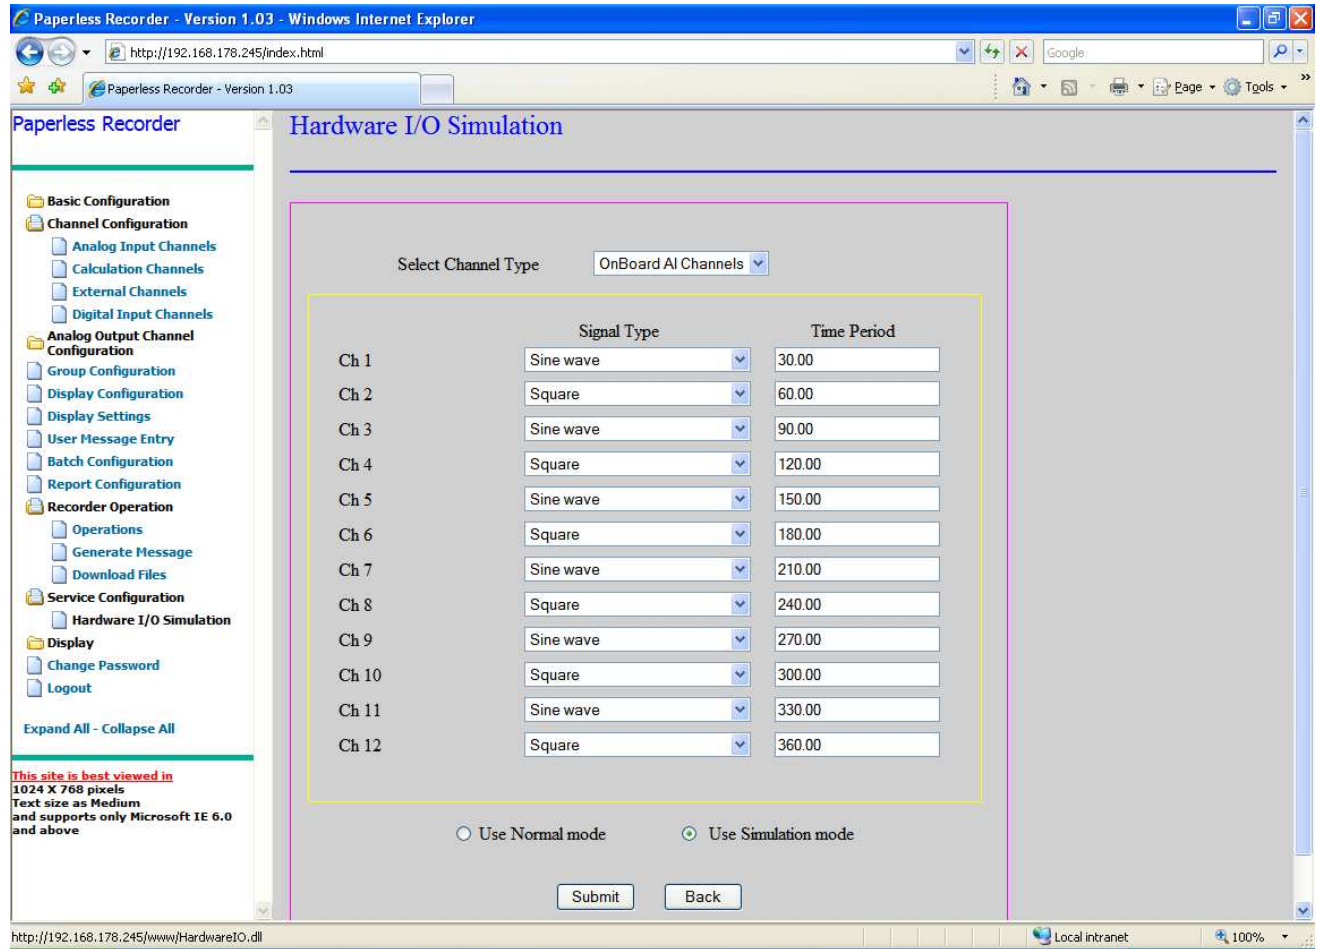 Paperless Recorder - Version 1.03 - Windows Internet Explorer
http://192.168.178.245/index.html
Google
Paperless Recorder - Version 1.03
Page
Tools
»
Paperless Recorder
Basic Configuration
Channel Configuration
Analog Input Channels
Calculation Channels
External Channels
Digital Input Channels
Analog Output Channel
Configuration
Group Configuration
Display Configuration
Display Settings
User Message Entry
Batch Configuration
Report Configuration
Recorder Operation
Operations
Generate Message
Download Files
Service Configuration
Hardware I/O Simulation
Display
Change Password
Logout
Expand All - Collapse All
This site is best viewed in
1024 X 768 pixels
Text size as Medium
and supports only Microsoft IE 6.0
and above
Hardware I/O Simulation
Select Channel Type OnBoard AI Channels
Signal Type Time Period
Ch 1 Sine wave 30.00
Ch 2 Square 60.00
Ch 3 Sine wave 90.00
Ch 4 Square 120.00
Ch 5 Sine wave 150.00
Ch 6 Square 180.00
Ch 7 Sine wave 210.00
Ch 8 Square 240.00
Ch 9 Sine wave 270.00
Ch 10 Square 300.00
Ch 11 Sine wave 330.00
Ch 12 Square 360.00
Use Normal mode Use Simulation mode
Submit Back
http://192.168.178.245/www/HardwareIO.dll
Local intranet
100%